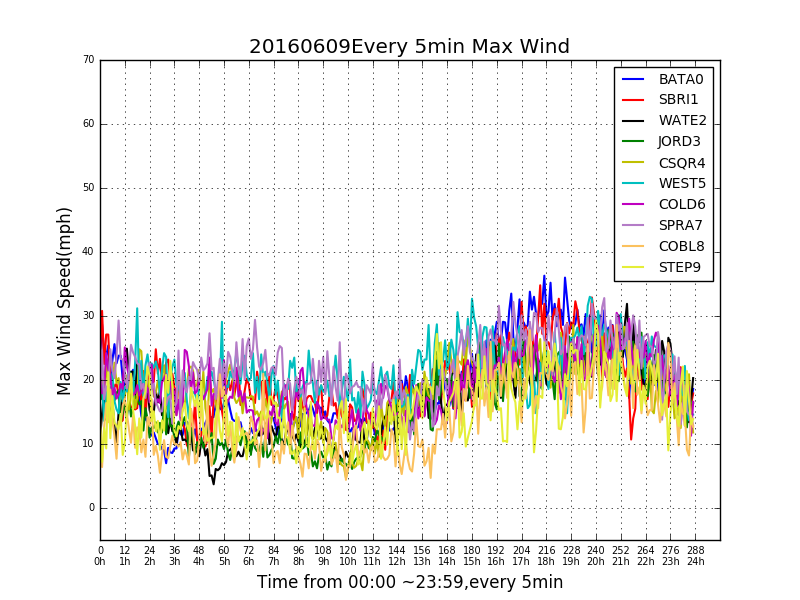 20160609Every 5min Max Wind
70
60
50
40
30
20
10
0
Max Wind Speed(mph)
BATA0
SBRI1
WATE2
JORD3
CSQR4
WEST5
COLD6
SPRA7
COBL8
STEP9
0 12 24 36 48 60 72 84 96 108 120 132 144 156 168 180 192 204 216 228 240 252 264 276 288
0h 1h 2h 3h 4h 5h 6h 7h 8h 9h 10h 11h 12h 13h 14h 15h 16h 17h 18h 19h 20h 21h 22h 23h 24h
Time from 00:00 ~23:59,every 5min